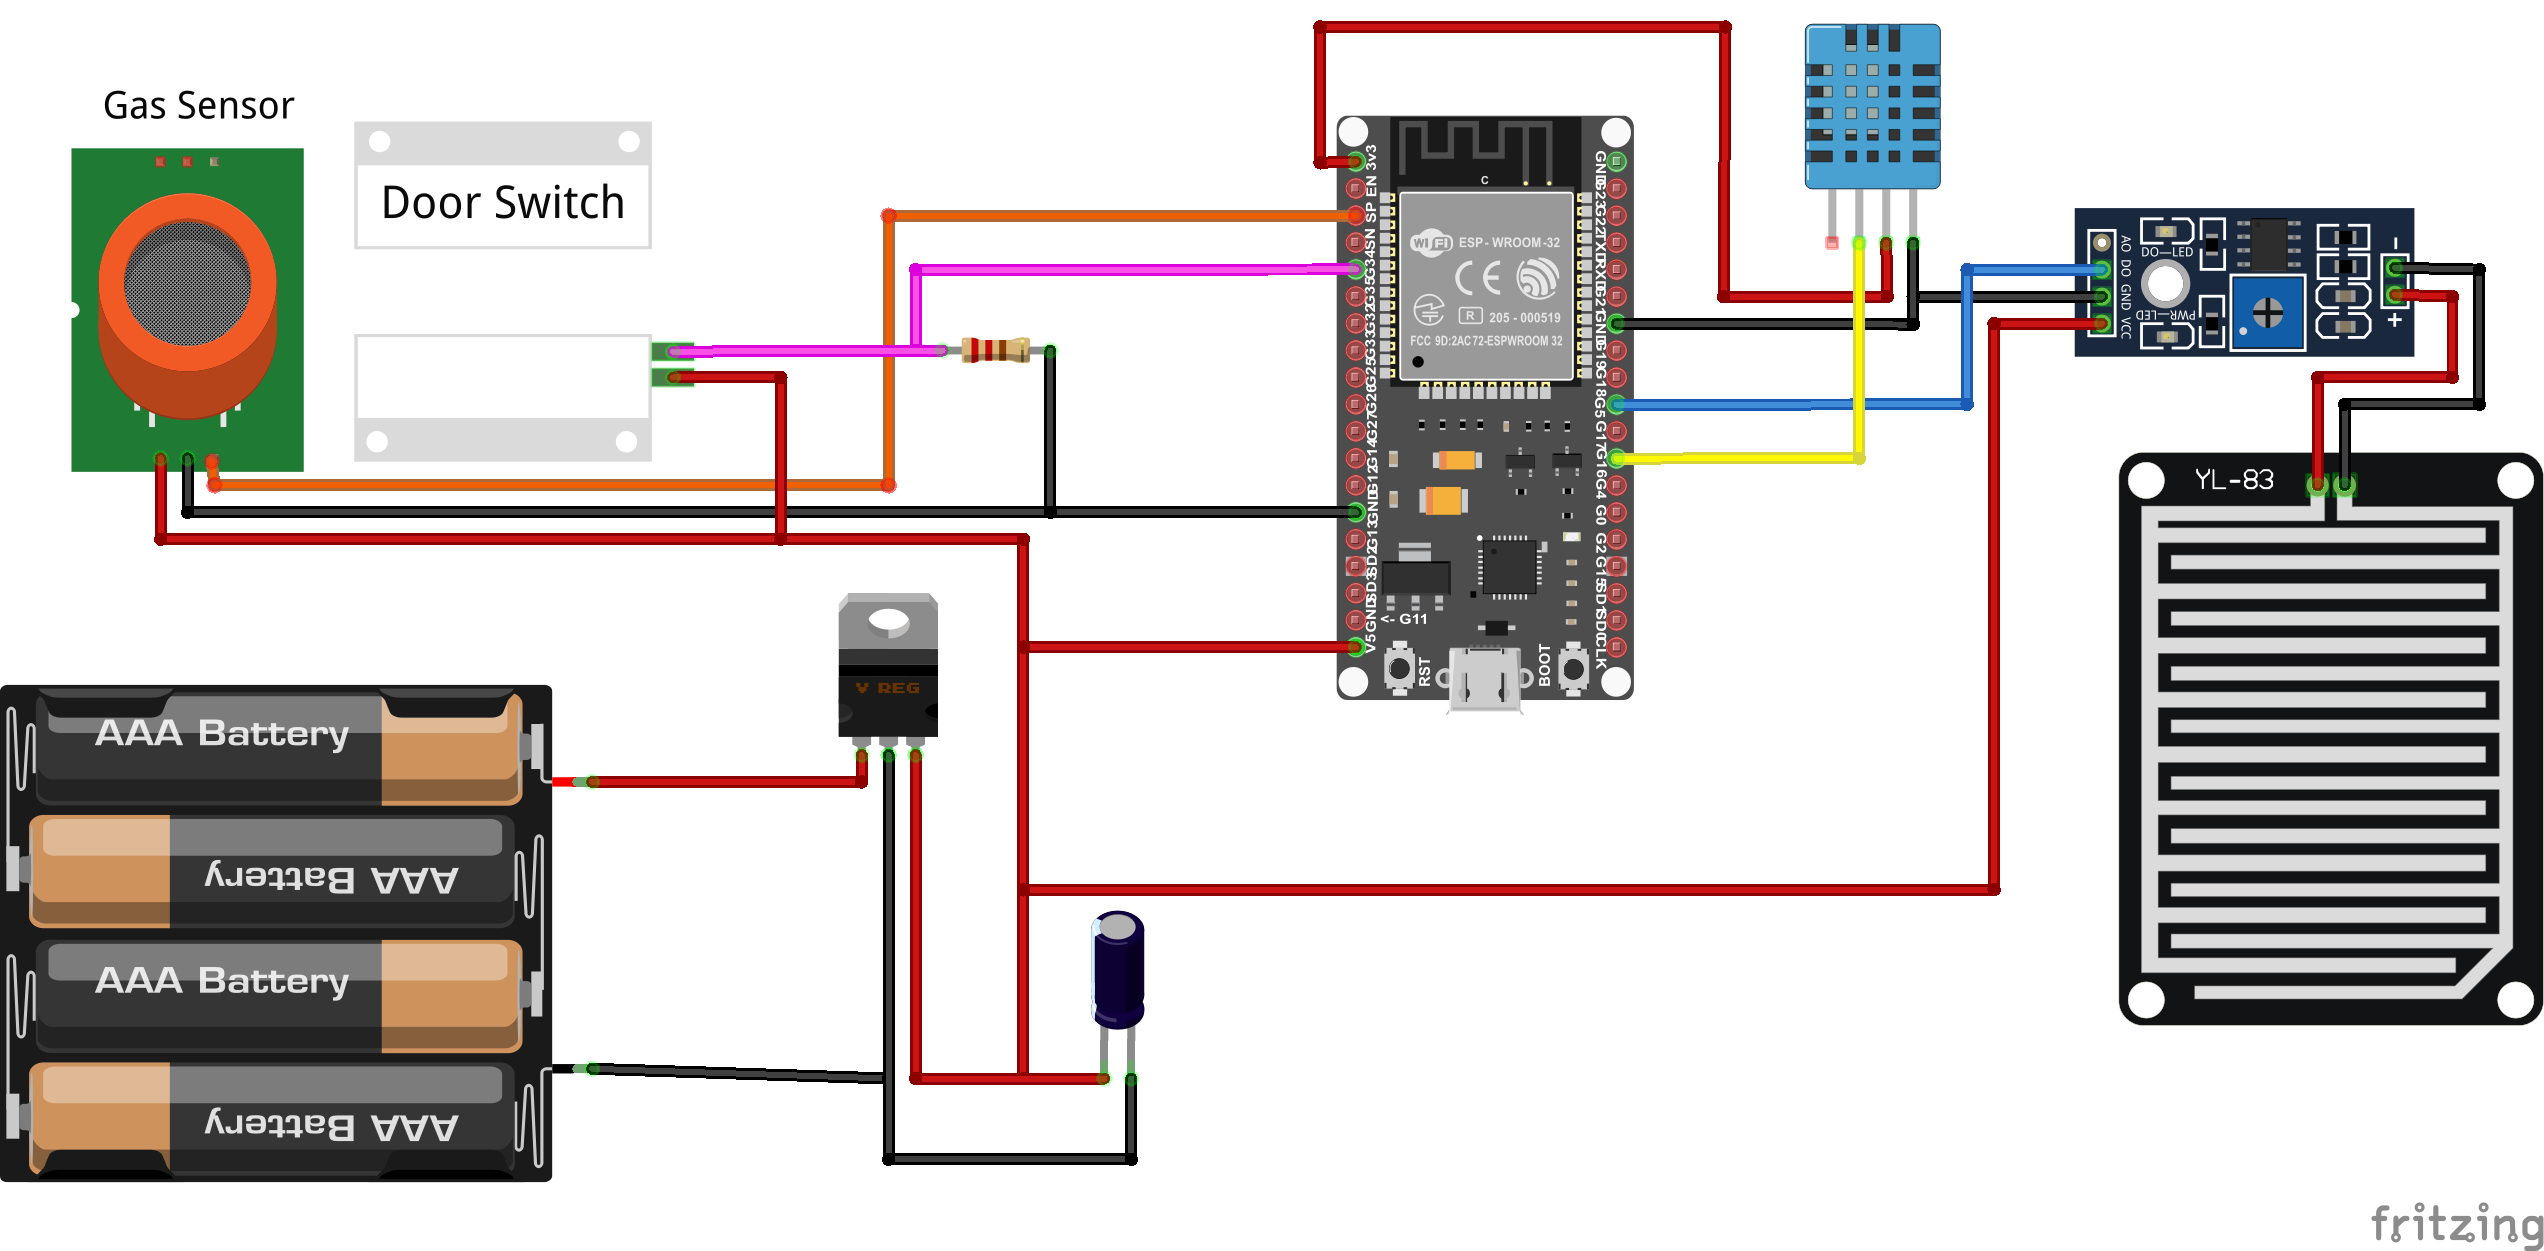 Gas Sensor
Door Switch
3v3
EN
SP
SN
G34
G35
G32
G33
G25
G26
G27
G14
G12
GND
G13
SD2
SD3
GND
V5
C
WiFi
ESP-WROOM-32
CE
R 205-000519
FCC 9D:2AC72-ESPWROOM 32
<- G11
RST
BOOT
GND
G23
G22
TX
RX
G21
GND
G19
G18
G5
G17
G16
G4
G0
G2
G15
SD1
SD0
CLK
AO
DO
GND
VCC
DO-LED
PWR-LED
-
+
YL-83
V REG
AAA Battery
AAA Battery
AAA Battery
AAA Battery
fritzing